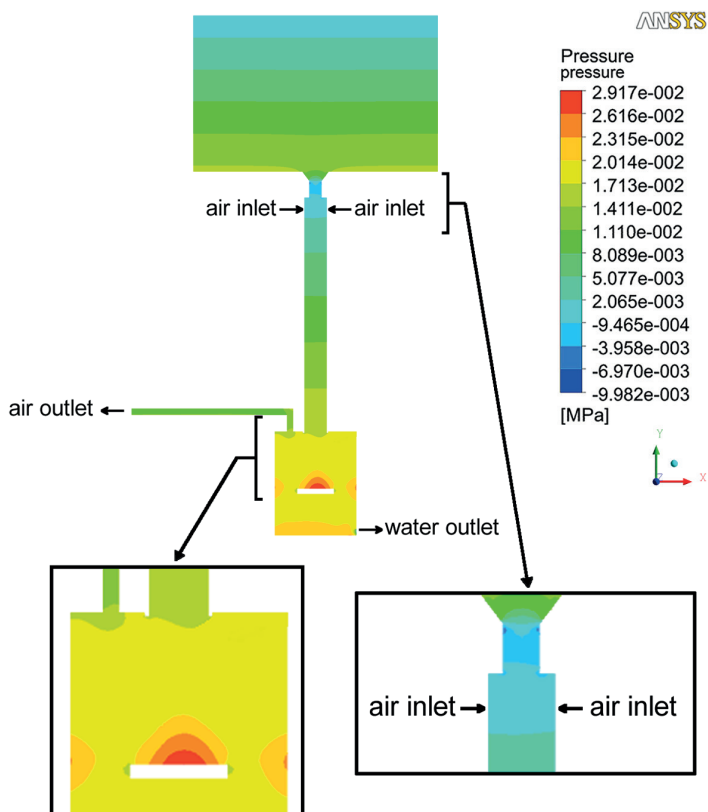 ANSYS
Pressure
pressure
2.917e-002
2.616e-002
2.315e-002
2.014e-002
1.713e-002
1.411e-002
1.110e-002
8.089e-003
5.077e-003
2.065e-003
-9.465e-004
-3.958e-003
-6.970e-003
-9.982e-003
[MPa]
air inlet
air inlet
air outlet
water outlet
Y
Z
X
air inlet
air inlet